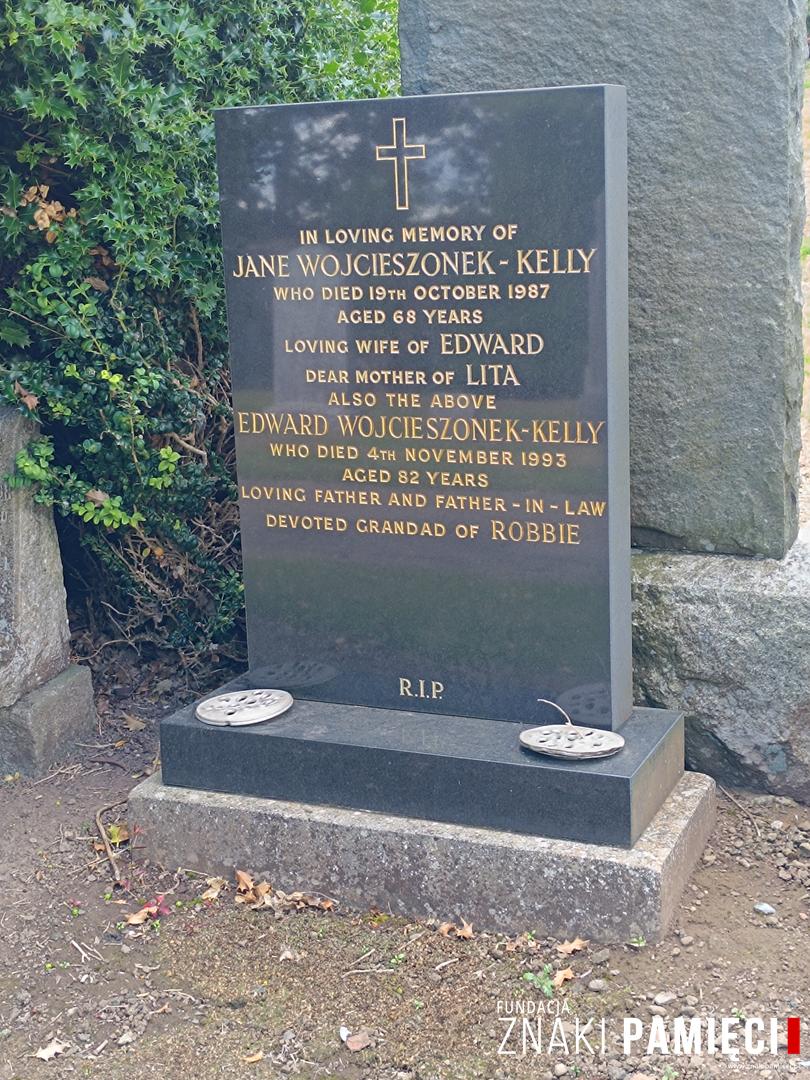 IN LOVING MEMORY OF
JANE WOJCIESZONEK - KELLY
WHO DIED 19TH OCTOBER 1987
AGED 68 YEARS
LOVING WIFE OF EDWARD
DEAR MOTHER OF LITA
ALSO THE ABOVE
EDWARD WOJCIESZONEK-KELLY
WHO DIED 4TH NOVEMBER 1993
AGED 82 YEARS
LOVING FATHER AND FATHER - IN - LAW
DEVOTED GRANDAD OF ROBBIE
R.I.P.
FUNDACJA
ZNAKI PAMIĘCI